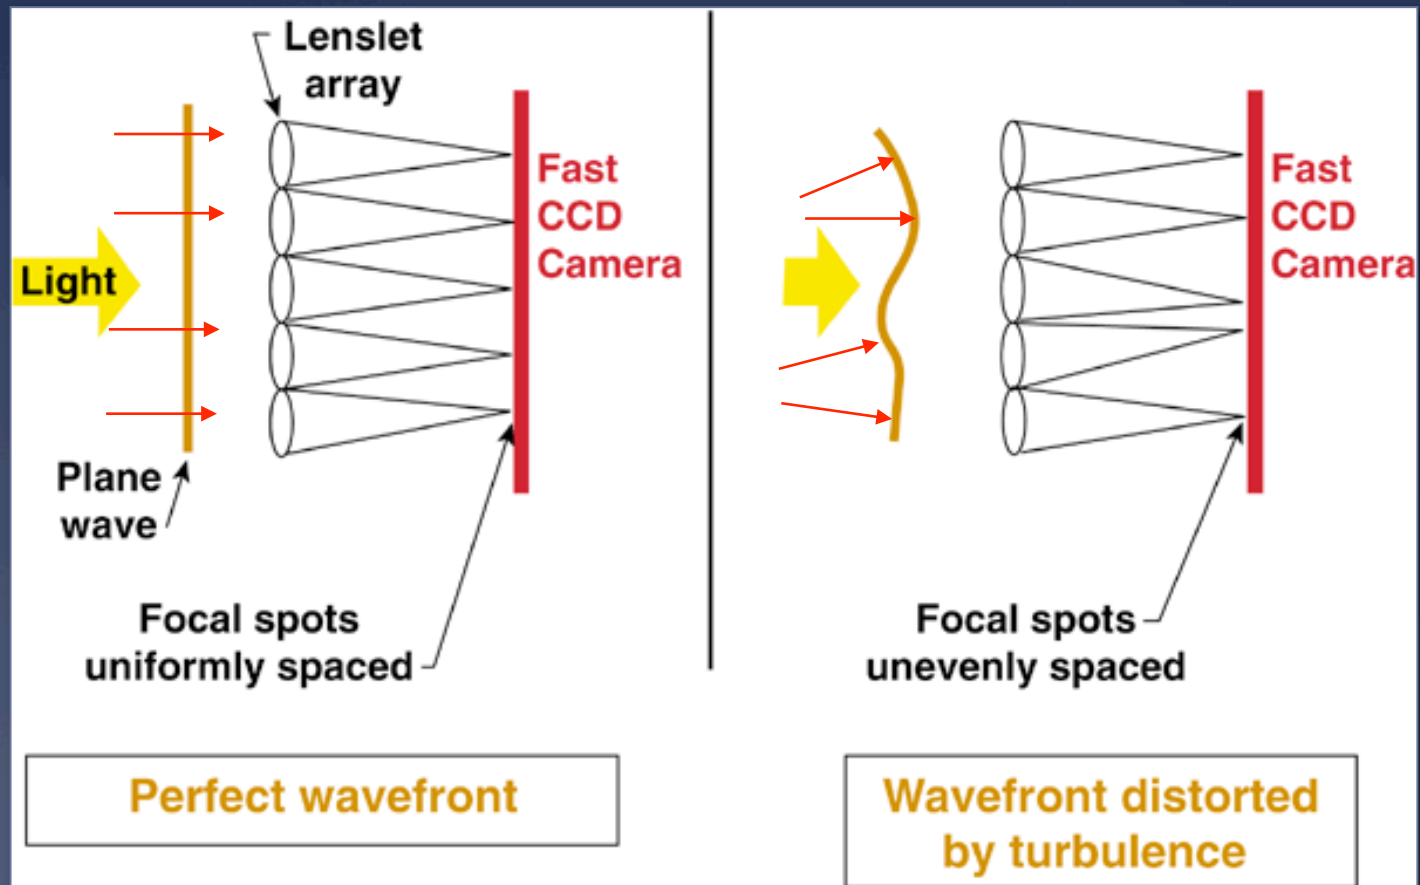 Lenslet
array
Fast
CCD
Camera
Light
Plane
wave
Focal spots
uniformly spaced
Perfect wavefront
Fast
CCD
Camera
Focal spots
unevenly spaced
Wavefront distorted
by turbulence